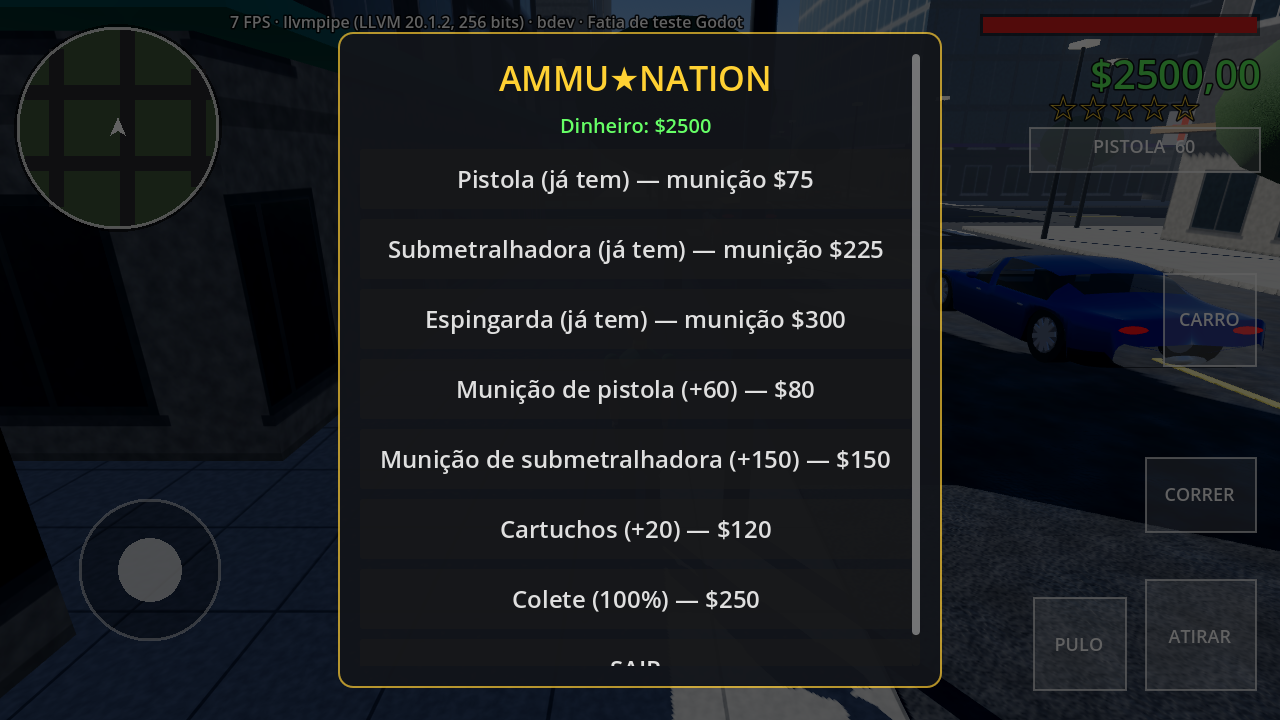 7 FPS · llvmpipe (LLVM 20.1.2, 256 bits) · bdev · Fatia de teste Godot
AMMU★NATION
Dinheiro: $2500
$2500,00
☆☆☆☆☆
PISTOLA 60
Pistola (já tem) — munição $75
Submetralhadora (já tem) — munição $225
Espingarda (já tem) — munição $300
CARRO
Munição de pistola (+60) — $80
Munição de submetralhadora (+150) — $150
CORRER
Cartuchos (+20) — $120
Colete (100%) — $250
SAIR
PULO
ATIRAR